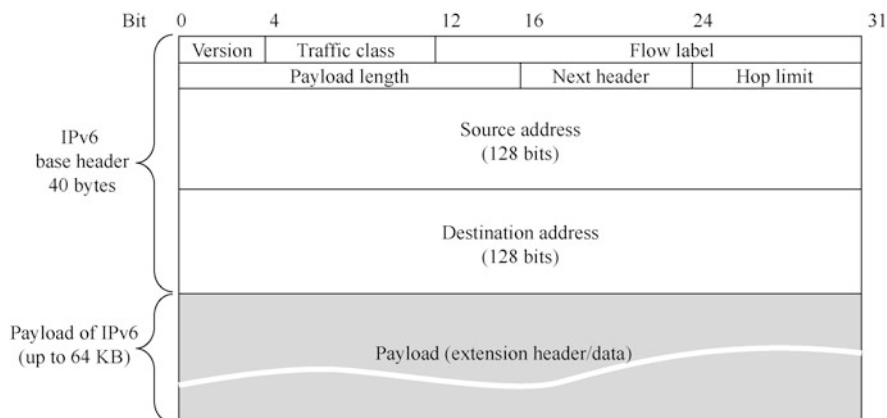 Bit 0 4 12 16 24 31
Version Traffic class Flow label
Payload length Next header Hop limit
IPv6
base header
40 bytes
Source address
(128 bits)
Destination address
(128 bits)
Payload of IPv6
(up to 64 KB)
Payload (extension header/data)